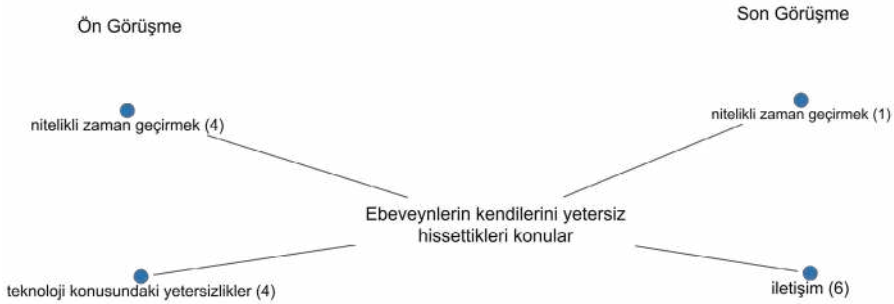 Ön Görüşme
Son Görüşme
nitelikli zaman geçirmek (4)
nitelikli zaman geçirmek (1)
Ebeveynlerin kendilerini yetersiz
hissettikleri konular
teknoloji konusundaki yetersizlikler (4)
iletişim (6)